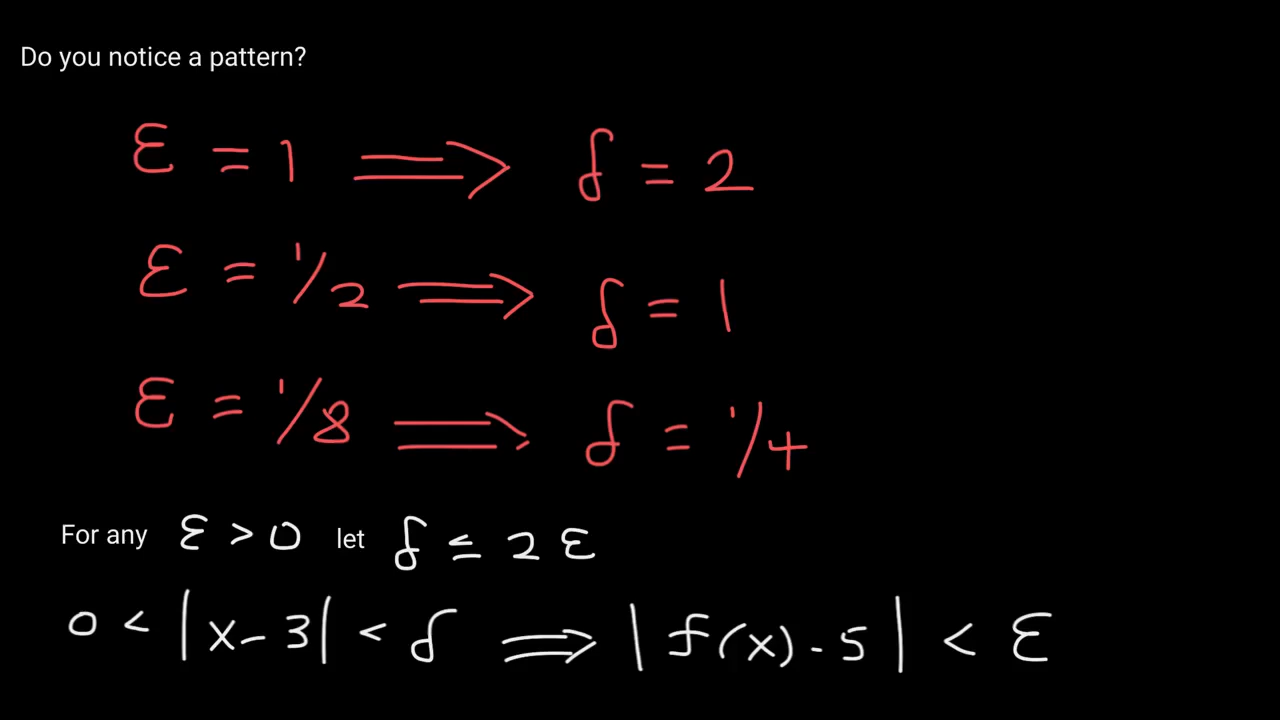 Do you notice a pattern?
ε = 1 ⟹ δ = 2
ε = 1/2 ⟹ δ = 1
ε = 1/8 ⟹ δ = 1/4
For any ε > 0 let δ ≤ 2ε
0 < |x - 3| < δ ⟹ |f(x) - 5| < ε